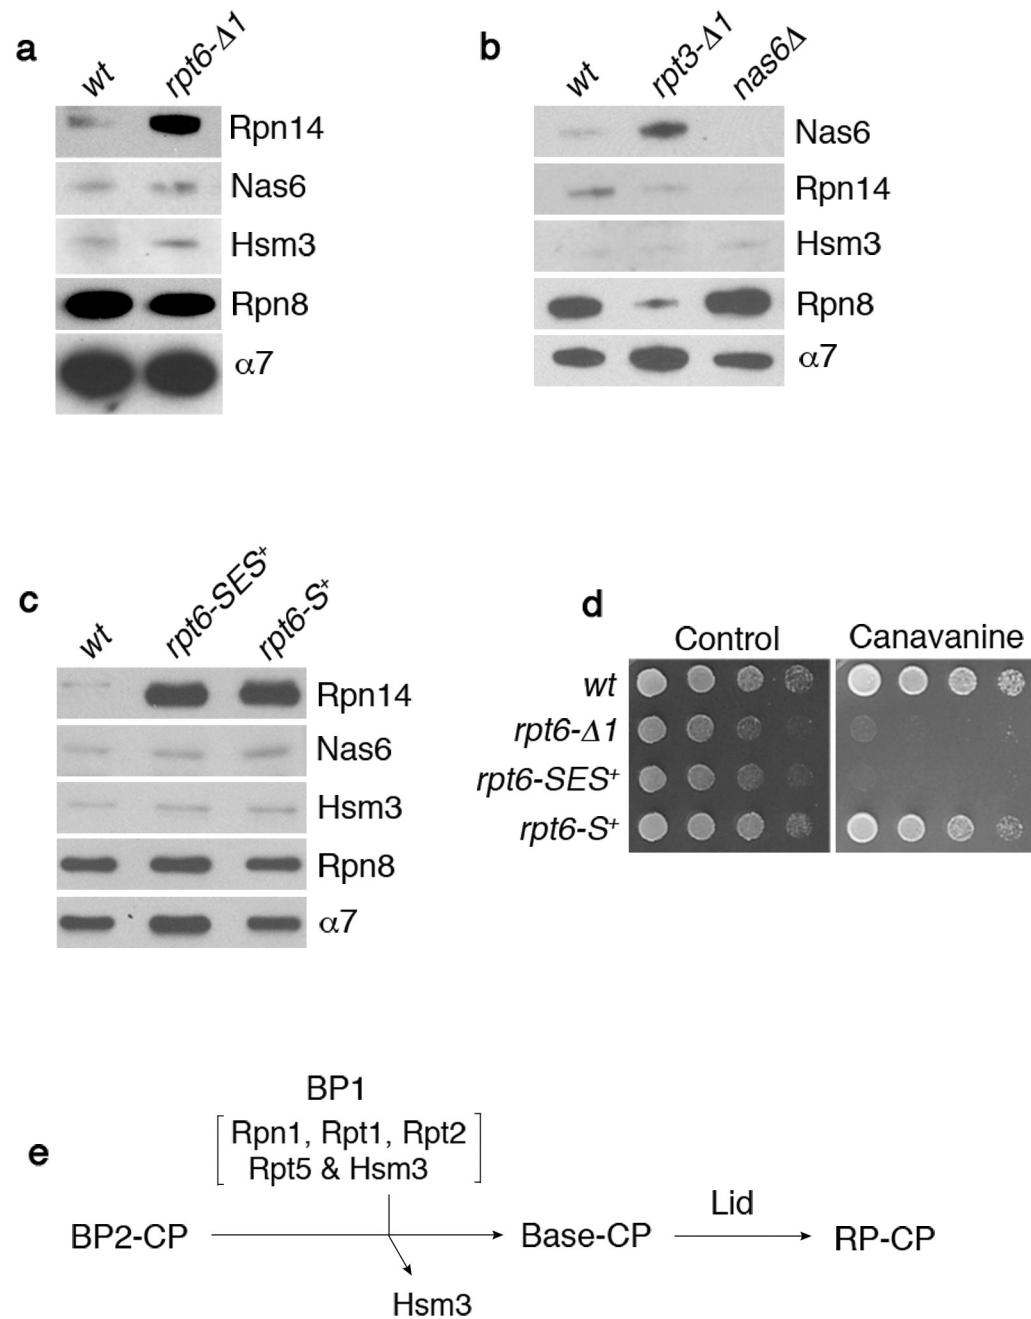 a
wt rpt6-Δ1
Rpn14
Nas6
Hsm3
Rpn8
α7
b
wt rpt3-Δ1 nas6Δ
Nas6
Rpn14
Hsm3
Rpn8
α7
c
wt rpt6-SES+ rpt6-S+
Rpn14
Nas6
Hsm3
Rpn8
α7
d
Control Canavanine
wt
rpt6-Δ1
rpt6-SES+
rpt6-S+
e
BP1
[Rpn1, Rpt1, Rpt2
Rpt5 & Hsm3]
BP2-CP Base-CP Lid RP-CP
Hsm3